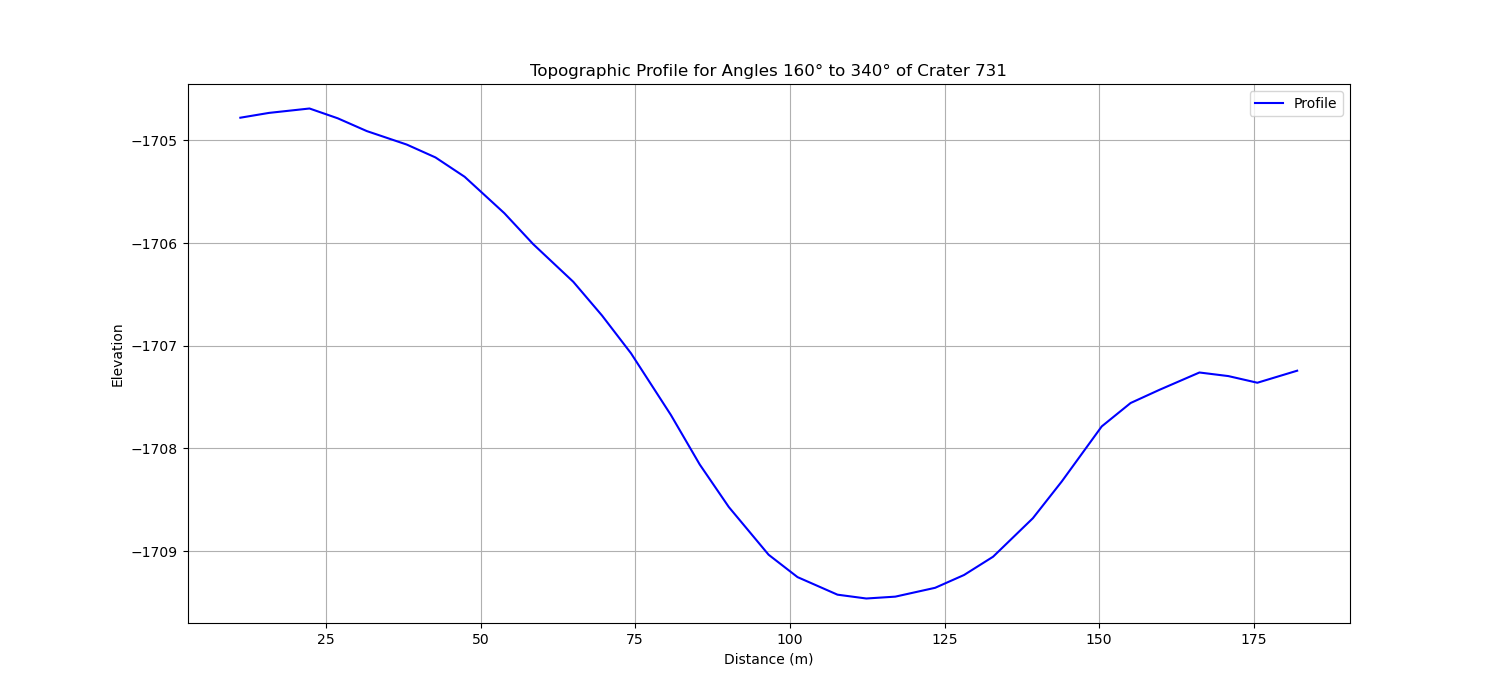 Topographic Profile for Angles 160° to 340° of Crater 731
Profile
−1705
−1706
−1707
−1708
−1709
Elevation
25 50 75 100 125 150 175
Distance (m)